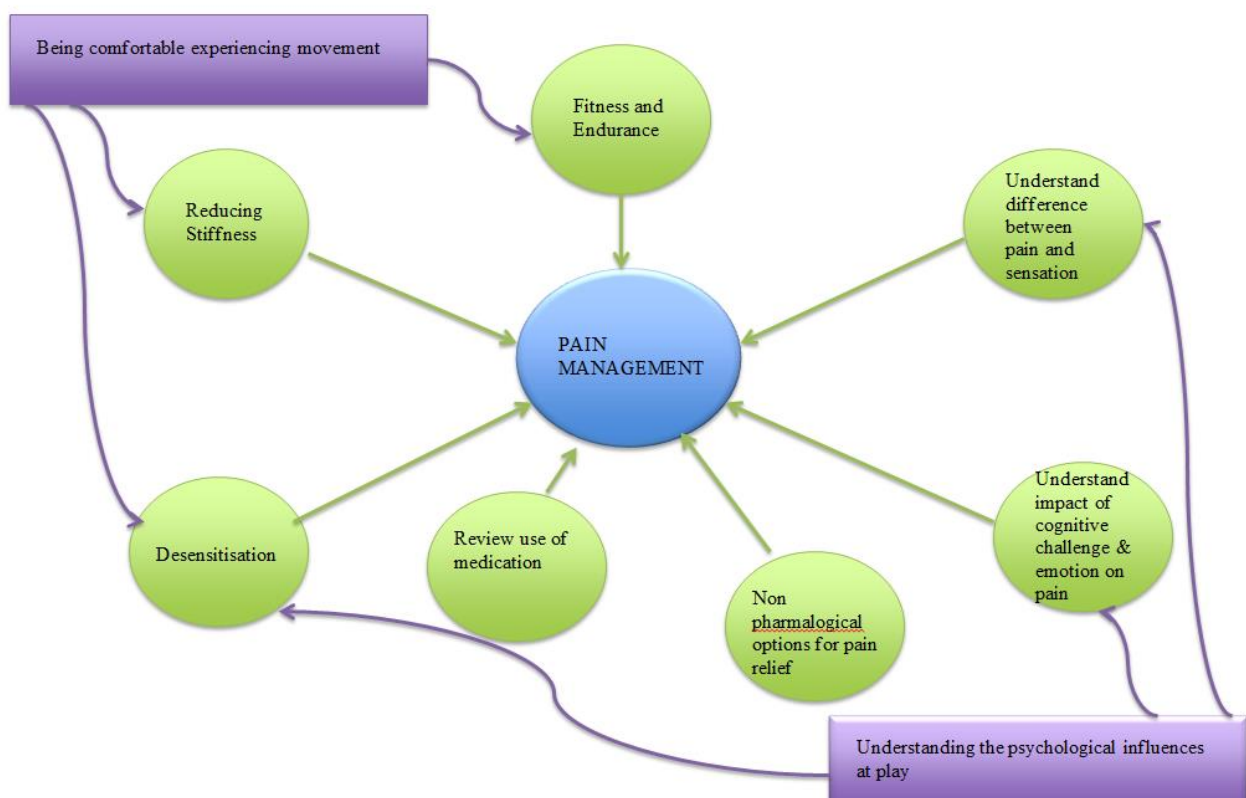 Being comfortable experiencing movement
Fitness and
Endurance
Reducing
Stiffness
Understand
difference
between
pain and
sensation
PAIN
MANAGEMENT
Desensitisation
Review use of
medication
Non
pharmalogical
options for pain
relief
Understand
impact of
cognitive
challenge &
emotion on
pain
Understanding the psychological influences
at play